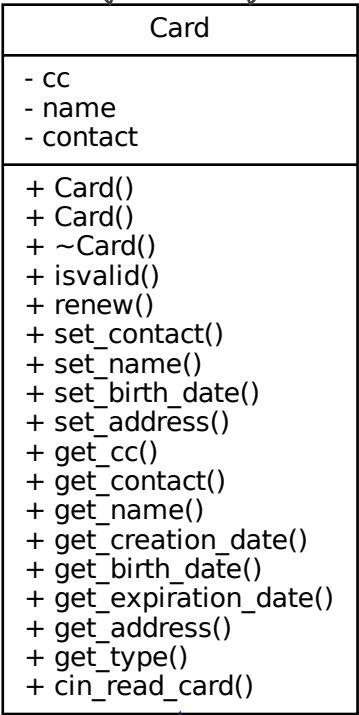 Card
- cc
- name
- contact
+ Card()
+ Card()
+ ~Card()
+ isvalid()
+ renew()
+ set_contact()
+ set_name()
+ set_birth_date()
+ set_address()
+ get_cc()
+ get_contact()
+ get_name()
+ get_creation_date()
+ get_birth_date()
+ get_expiration_date()
+ get_address()
+ get_type()
+ cin_read_card()